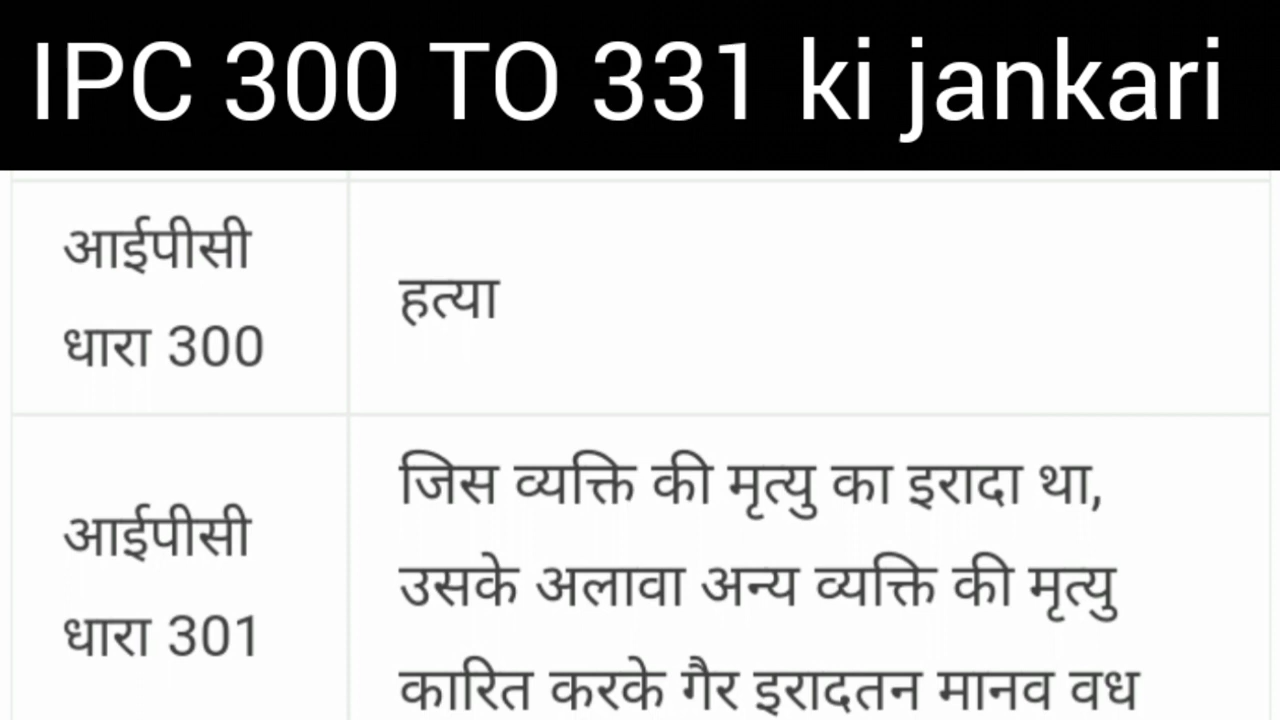 IPC 300 TO 331 ki jankari
आईपीसी
धारा 300
हत्या
आईपीसी
धारा 301
जिस व्यक्ति की मृत्यु का इरादा था,
उसके अलावा अन्य व्यक्ति की मृत्यु
कारित करके गैर इरादतन मानव वध